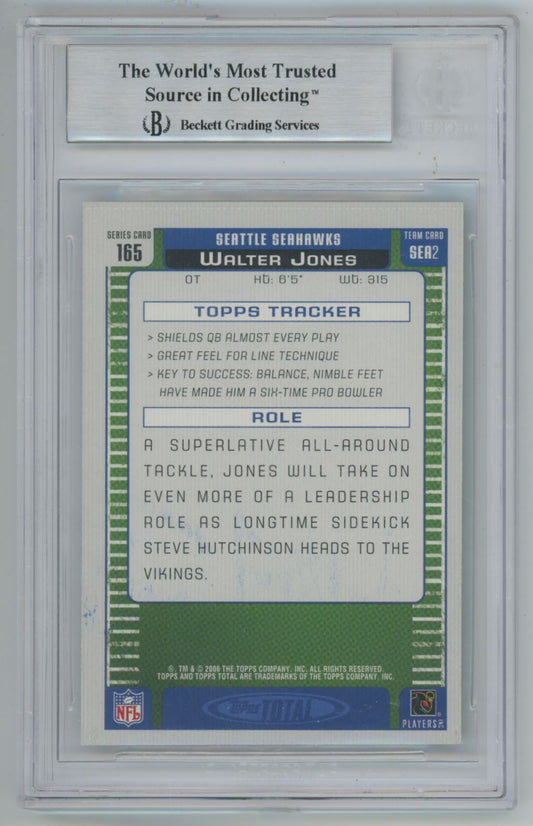 The World's Most Trusted
Source in Collecting™
B Beckett Grading Services
SERIES CARD
165
SEATTLE SEAHAWKS
WALTER JONES
TEAM CARD
SEA2
OT HT: 6'5" WT: 315
TOPPS TRACKER
> SHIELDS QB ALMOST EVERY PLAY
> GREAT FEEL FOR LINE TECHNIQUE
> KEY TO SUCCESS: BALANCE, NIMBLE FEET
HAVE MADE HIM A SIX-TIME PRO BOWLER
ROLE
A SUPERLATIVE ALL-AROUND
TACKLE, JONES WILL TAKE ON
EVEN MORE OF A LEADERSHIP
ROLE AS LONGTIME SIDEKICK
STEVE HUTCHINSON HEADS TO THE
VIKINGS.
®, TM & © 2006 THE TOPPS COMPANY, INC. ALL RIGHTS RESERVED.
TOPPS AND TOPPS TOTAL ARE TRADEMARKS OF THE TOPPS COMPANY, INC.
NFL
TOPPS TOTAL
PLAYERS INC